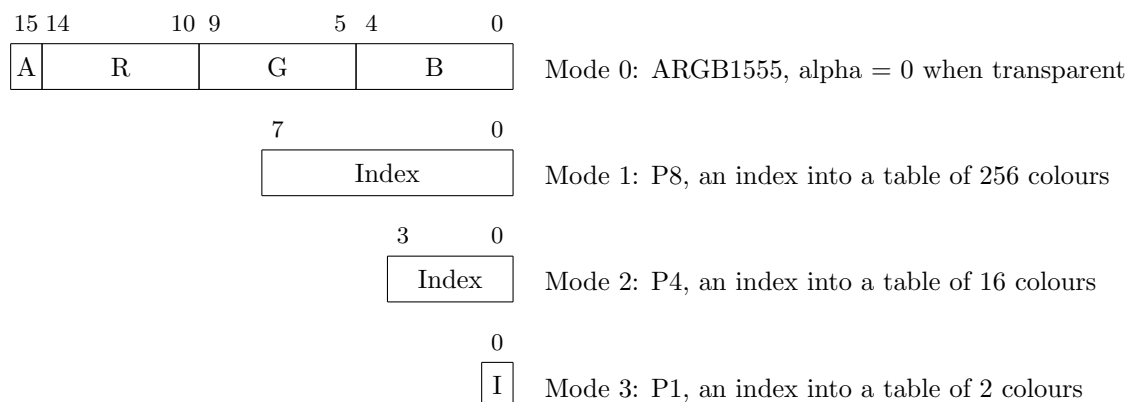 15 14 10 9 5 4 0
A R G B Mode 0: ARGB1555, alpha = 0 when transparent
7 0
Index Mode 1: P8, an index into a table of 256 colours
3 0
Index Mode 2: P4, an index into a table of 16 colours
0
I Mode 3: P1, an index into a table of 2 colours